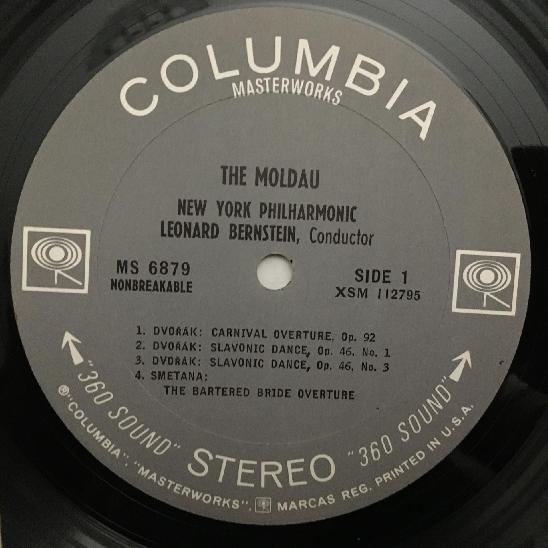 COLUMBIA
MASTERWORKS
THE MOLDAU
NEW YORK PHILHARMONIC
LEONARD BERNSTEIN, Conductor
MS 6879
NONBREAKABLE
SIDE 1
XSM 112795
1. DVOŘÁK: CARNIVAL OVERTURE, Op. 92
2. DVOŘÁK: SLAVONIC DANCE, Op. 46, No. 1
3. DVOŘÁK: SLAVONIC DANCE, Op. 46, No. 3
4. SMETANA:
THE BARTERED BRIDE OVERTURE
"360 SOUND" STEREO "360 SOUND"
Ⓡ "COLUMBIA", "MASTERWORKS", MARCAS REG. PRINTED IN U.S.A.